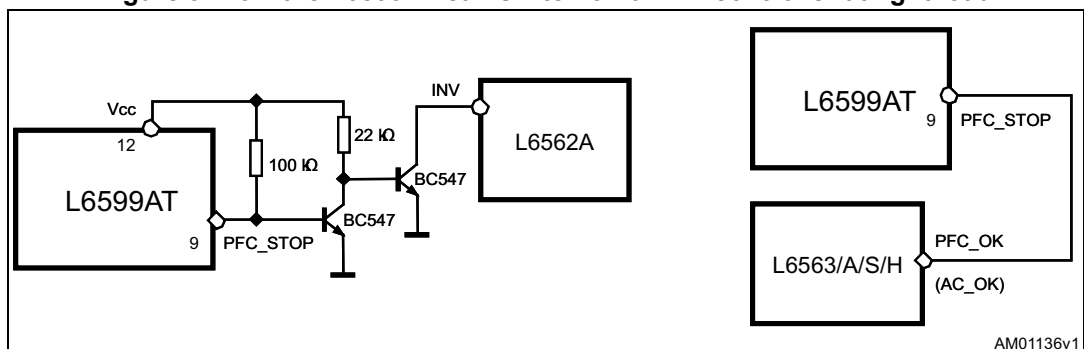 Vcc
12
L6599AT
9
PFC_STOP
100 kΩ
22 kΩ
BC547
BC547
INV
L6562A
L6599AT
9
PFC_STOP
L6563/A/S/H
PFC_OK
(AC_OK)
AM01136v1